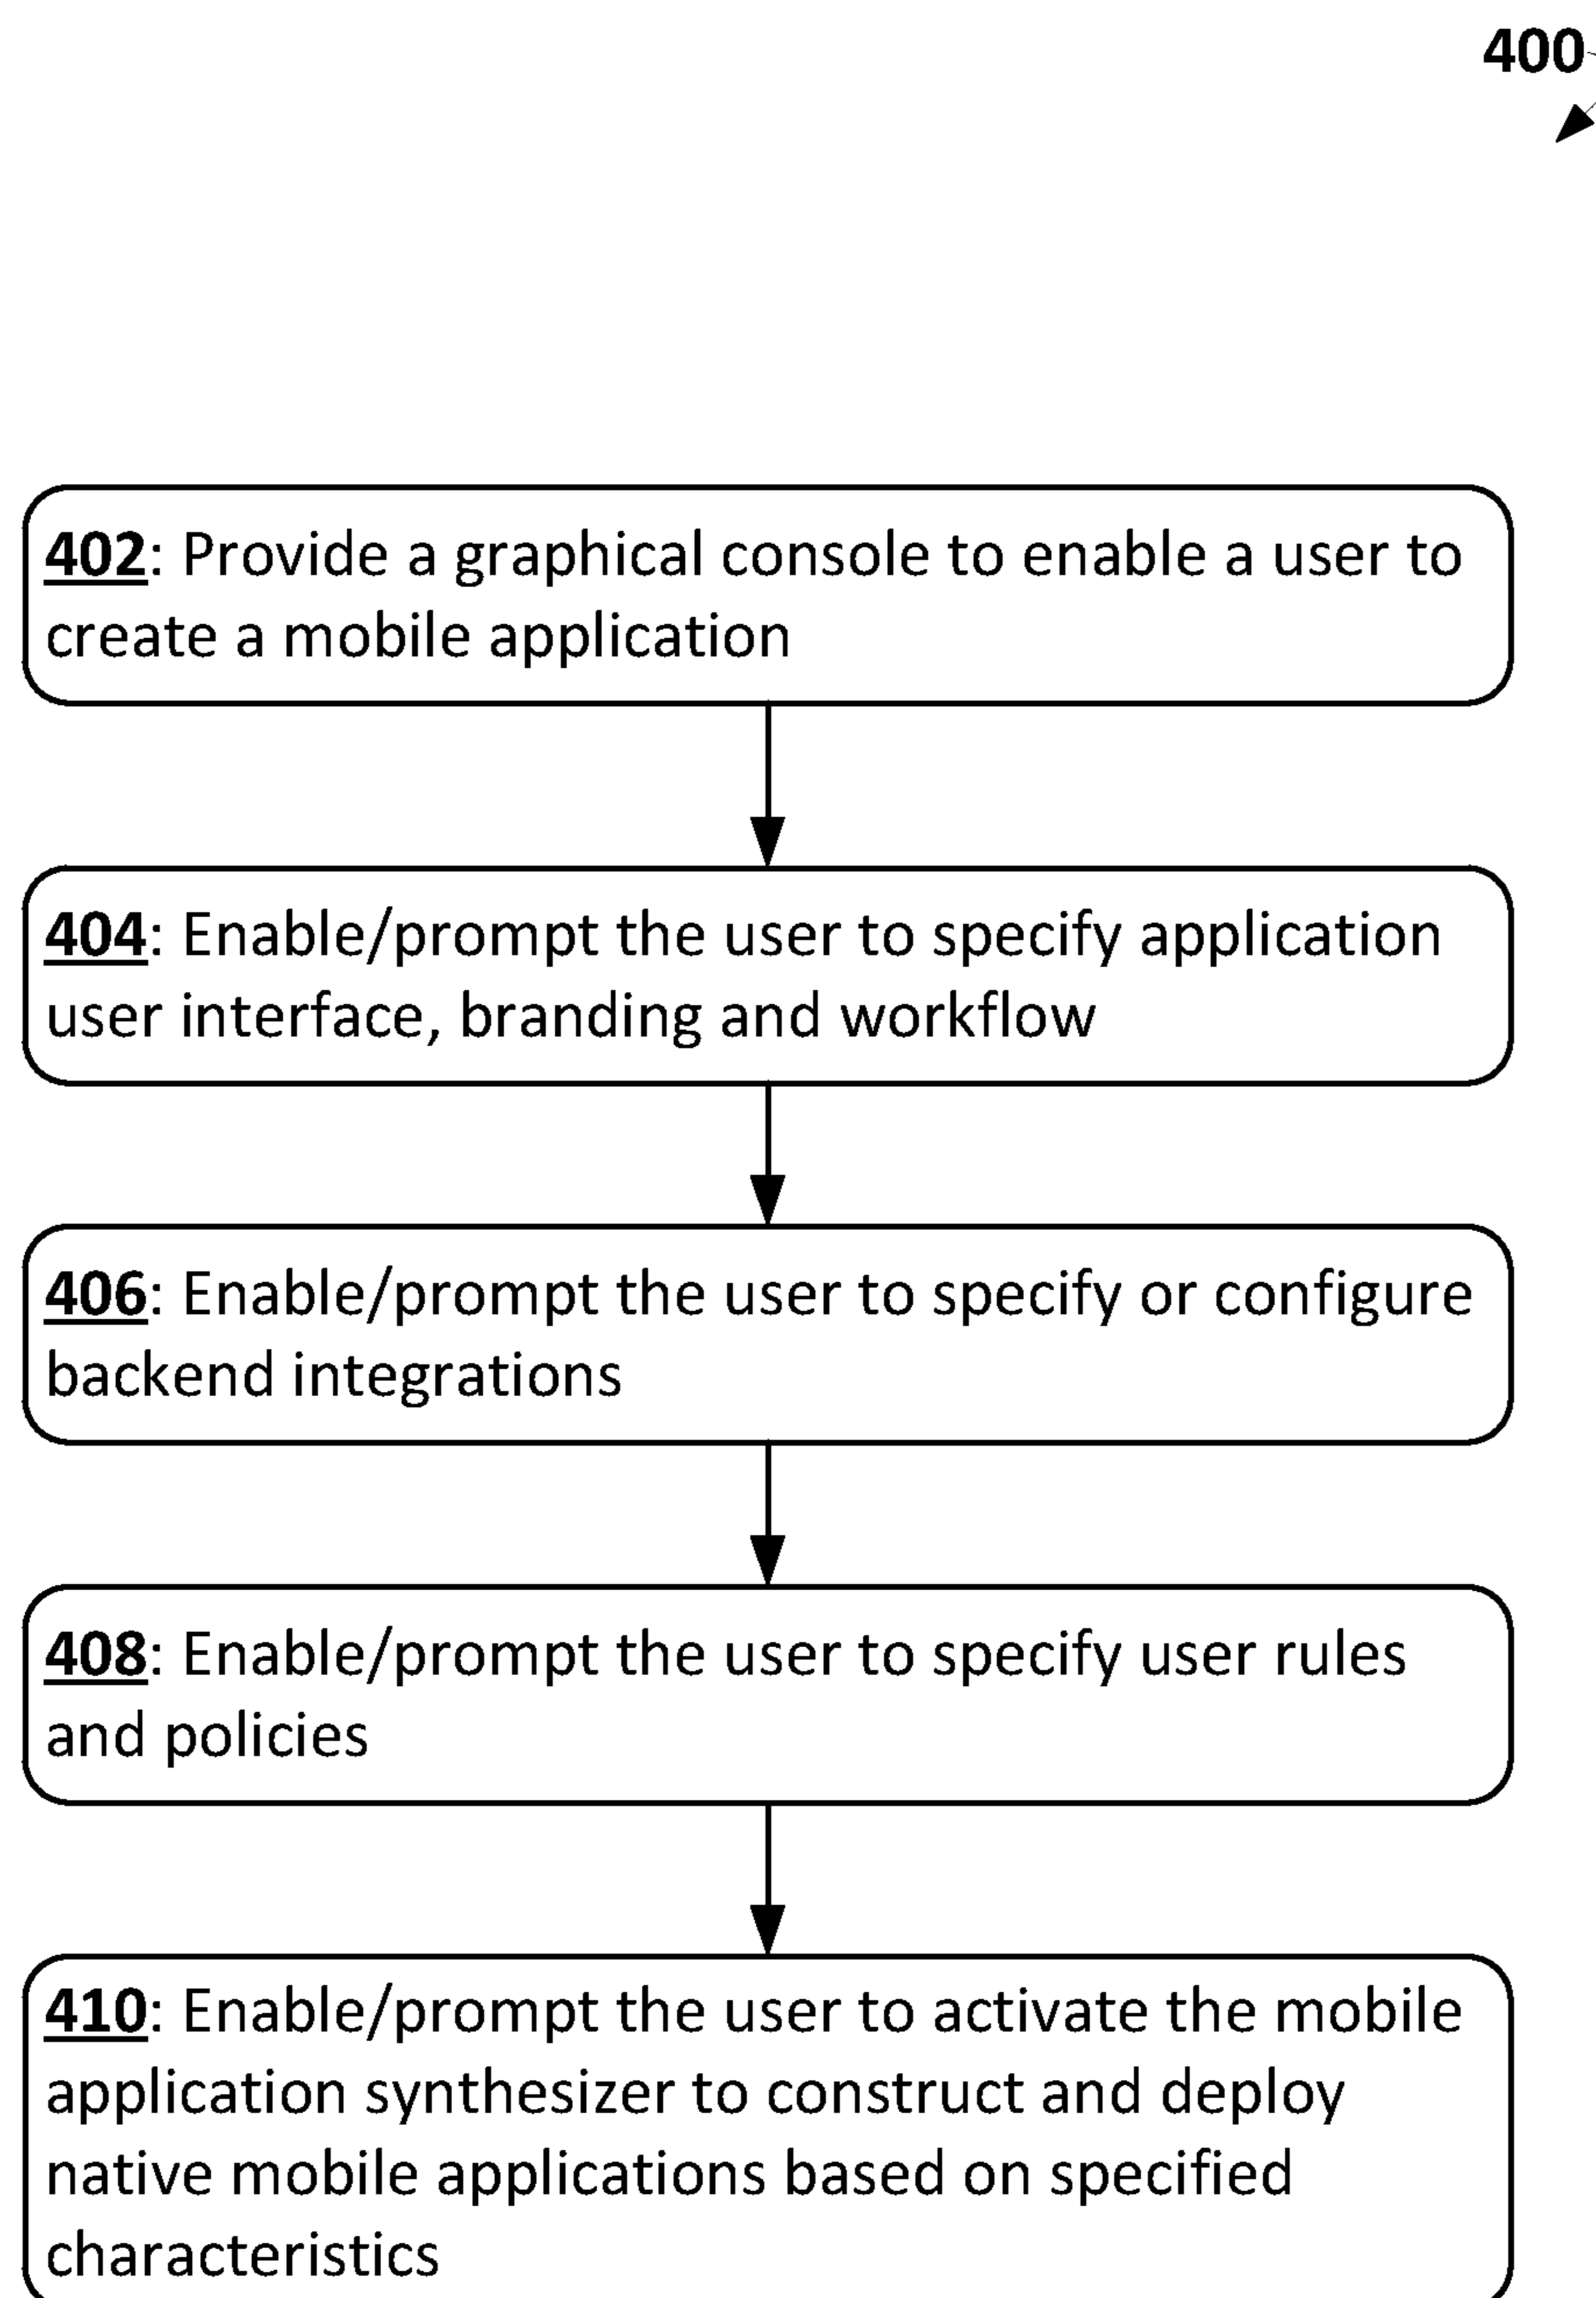 400
402: Provide a graphical console to enable a user to
create a mobile application
404: Enable/prompt the user to specify application
user interface, branding and workflow
406: Enable/prompt the user to specify or configure
backend integrations
408: Enable/prompt the user to specify user rules
and policies
410: Enable/prompt the user to activate the mobile
application synthesizer to construct and deploy
native mobile applications based on specified
characteristics